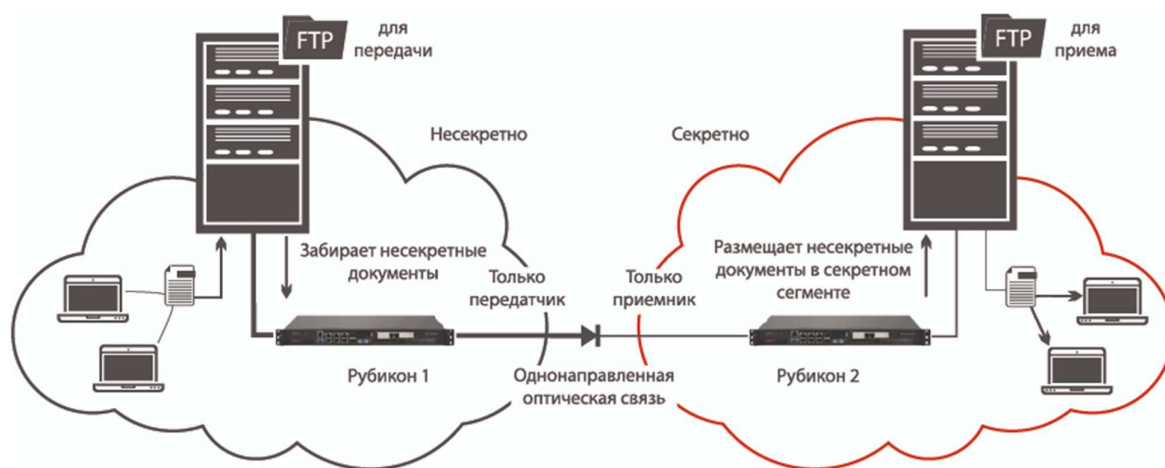 FTP
для
передачи
FTP
для
приема
Несекретно
Секретно
Забирает несекретные
документы
Только
передатчик
Только
приемник
Размещает несекретные
документы в секретном
сегменте
Рубикон 1
Однонаправленная
оптическая связь
Рубикон 2